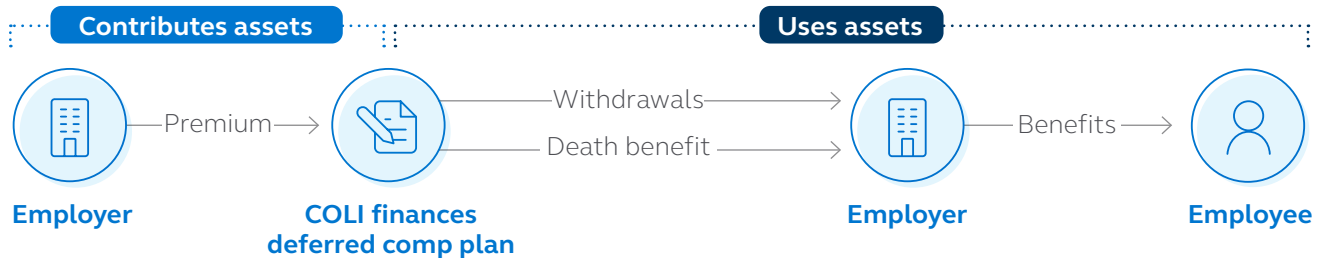 Contributes assets
Uses assets
Premium
Withdrawals
Death benefit
Benefits
Employer
COLI finances
deferred comp plan
Employer
Employee